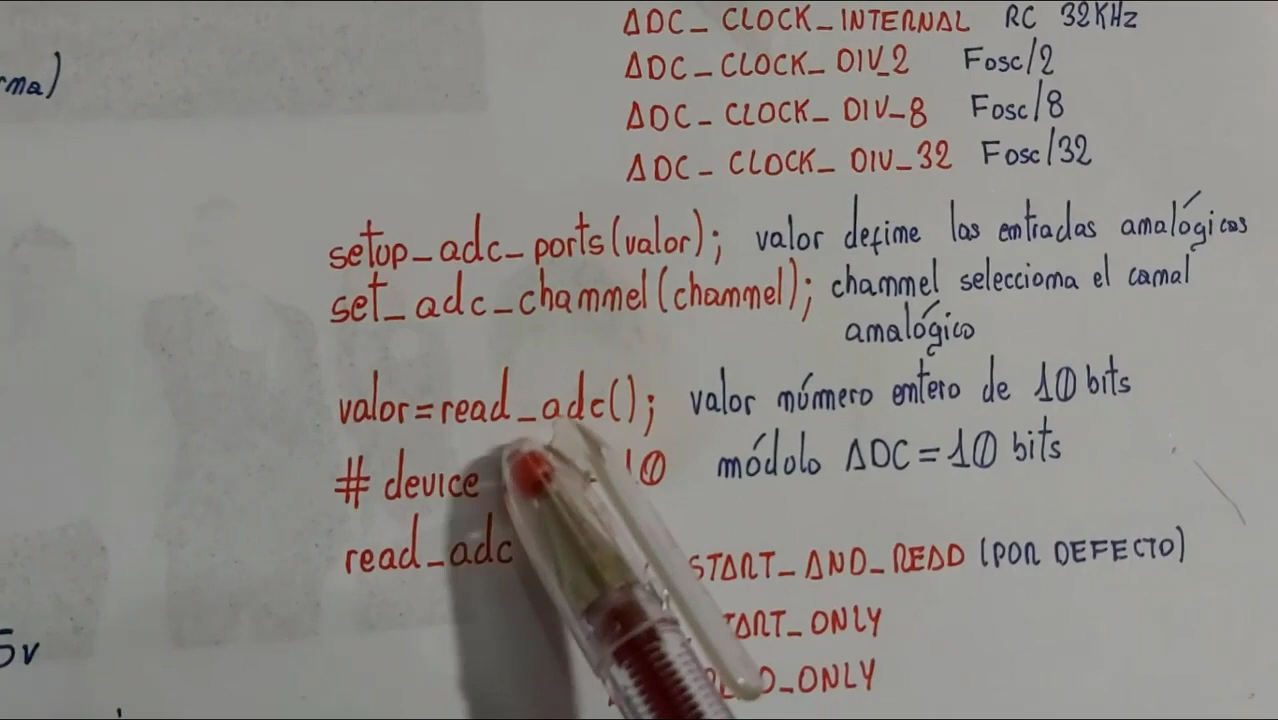 ADC_CLOCK_INTERNAL RC 32KHz
ADC_CLOCK_DIV_2 Fosc/2
ADC_CLOCK_DIV_8 Fosc/8
ADC_CLOCK_DIV_32 Fosc/32
setup_adc_ports(valor); valor define las entradas analógicas
set_adc_channel(channel); channel selecciona el canal
analógico
valor=read_adc(); valor número entero de 10 bits
# device 10 módulo ADC=10 bits
read_adc START_AND_READ (POR DEFECTO)
5v